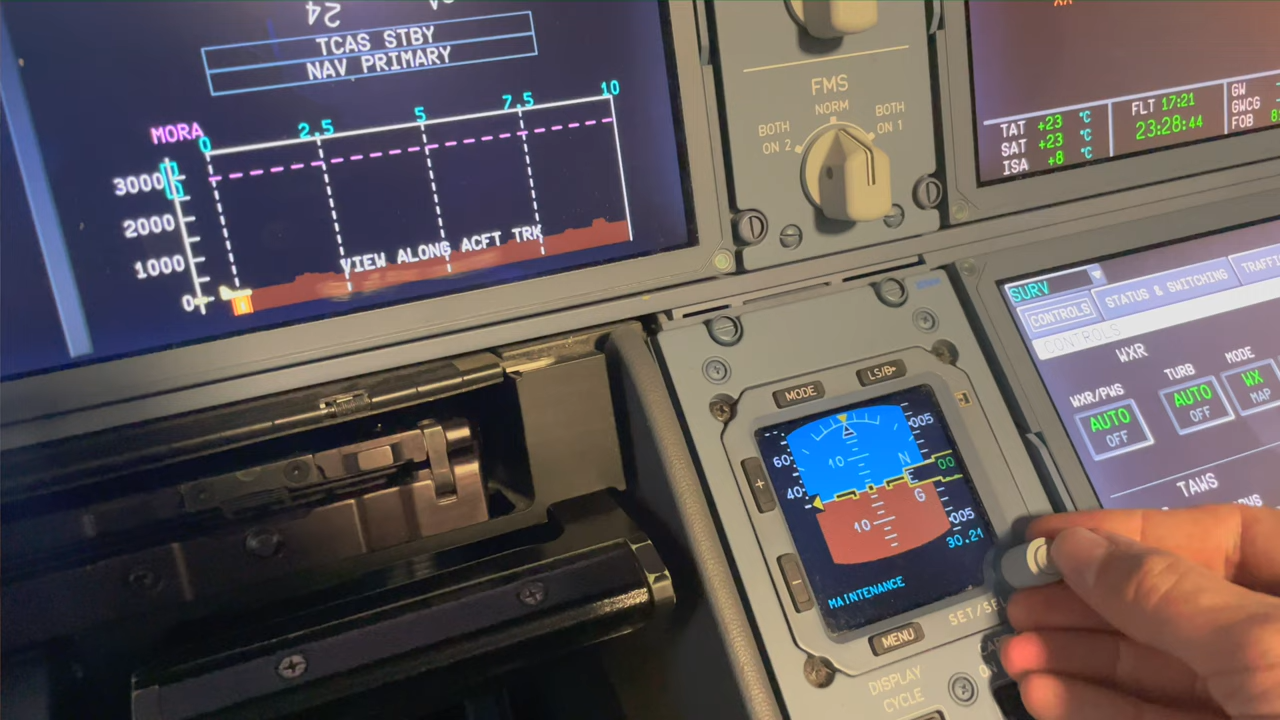 24
TCAS STBY
NAV PRIMARY
MORA
0
2.5
5
7.5
10
3000
2000
1000
0
VIEW ALONG ACFT TRK
FMS
NORM
BOTH
ON 2
BOTH
ON 1
TAT +23 °C
SAT +23 °C
ISA +8 °C
FLT 17:21
23:28:44
GW
GWCG
FOB
SURV
CONTROLS
STATUS & SWITCHING
CONTROLS
WXR
WXR/PWS
AUTO
OFF
TURB
AUTO
OFF
MODE
WX
MAP
TAWS
MODE
LS/B+
60
40
10
10
005
N
E
G
00
005
30.21
MAINTENANCE
+
-
MENU
DISPLAY
CYCLE